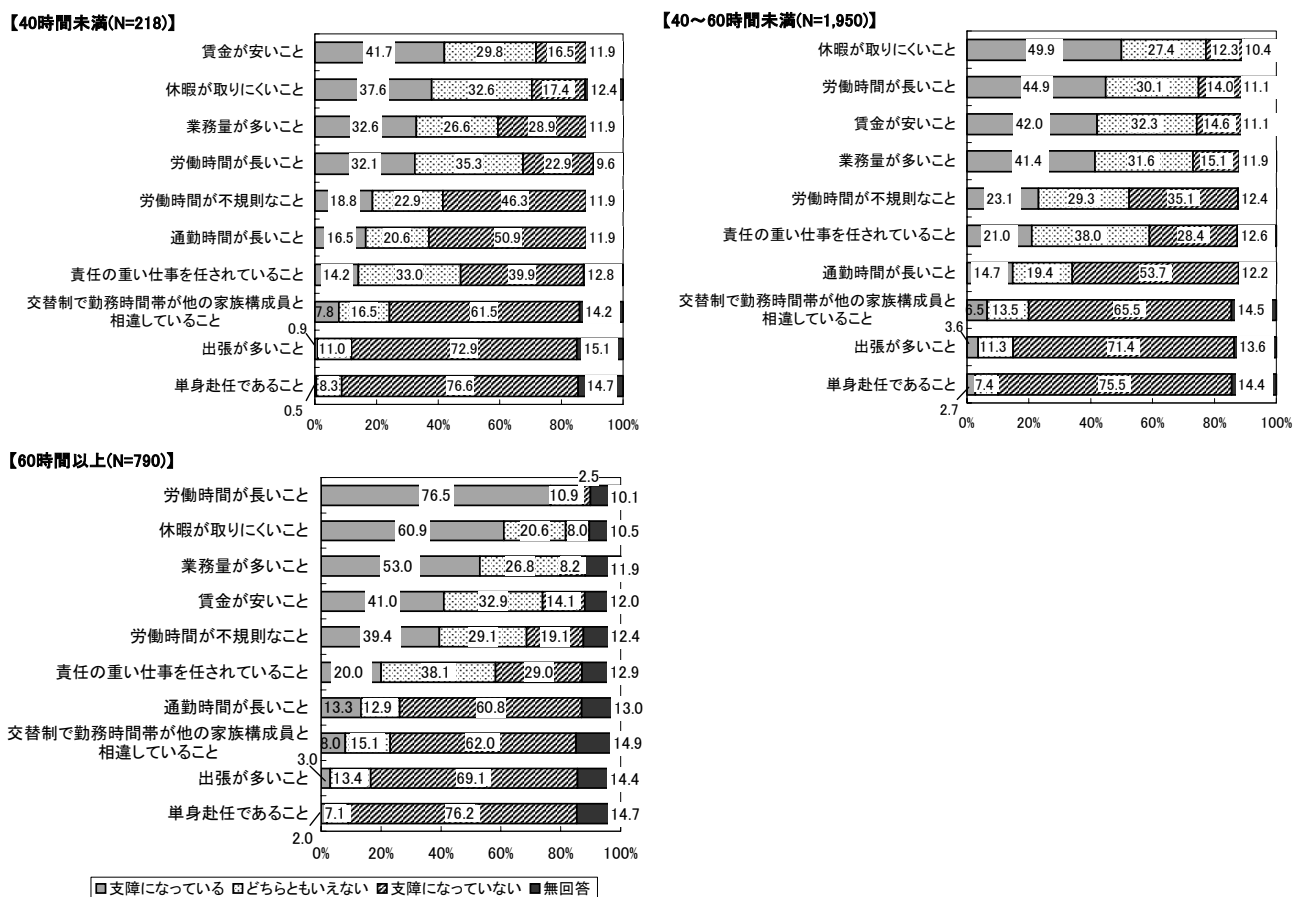 【40時間未満(N=218)】
賃金が安いこと 41.7 29.8 16.5 11.9
休暇が取りにくいこと 37.6 32.6 17.4 12.4
業務量が多いこと 32.6 26.6 28.9 11.9
労働時間が長いこと 32.1 35.3 22.9 9.6
労働時間が不規則なこと 18.8 22.9 46.3 11.9
通勤時間が長いこと 16.5 20.6 50.9 11.9
責任の重い仕事を任されていること 14.2 33.0 39.9 12.8
交替制で勤務時間帯が他の家族構成員と
相違していること 7.8 16.5 61.5 14.2
出張が多いこと 0.9 11.0 72.9 15.1
単身赴任であること 0.5 8.3 76.6 14.7
0% 20% 40% 60% 80% 100%
【40～60時間未満(N=1,950)】
休暇が取りにくいこと 49.9 27.4 12.3 10.4
労働時間が長いこと 44.9 30.1 14.0 11.1
賃金が安いこと 42.0 32.3 14.6 11.1
業務量が多いこと 41.4 31.6 15.1 11.9
労働時間が不規則なこと 23.1 29.3 35.1 12.4
責任の重い仕事を任されていること 21.0 38.0 28.4 12.6
通勤時間が長いこと 14.7 19.4 53.7 12.2
交替制で勤務時間帯が他の家族構成員と
相違していること 6.5 13.5 65.5 14.5
出張が多いこと 3.6 11.3 71.4 13.6
単身赴任であること 2.7 7.4 75.5 14.4
0% 20% 40% 60% 80% 100%
【60時間以上(N=790)】
労働時間が長いこと 76.5 10.9 2.5 10.1
休暇が取りにくいこと 60.9 20.6 8.0 10.5
業務量が多いこと 53.0 26.8 8.2 11.9
賃金が安いこと 41.0 32.9 14.1 12.0
労働時間が不規則なこと 39.4 29.1 19.1 12.4
責任の重い仕事を任されていること 20.0 38.1 29.0 12.9
通勤時間が長いこと 13.3 12.9 60.8 13.0
交替制で勤務時間帯が他の家族構成員と
相違していること 8.0 15.1 62.0 14.9
出張が多いこと 3.0 13.4 69.1 14.4
単身赴任であること 2.0 7.1 76.2 14.7
0% 20% 40% 60% 80% 100%
支障になっている どちらともいえない 支障になっていない 無回答